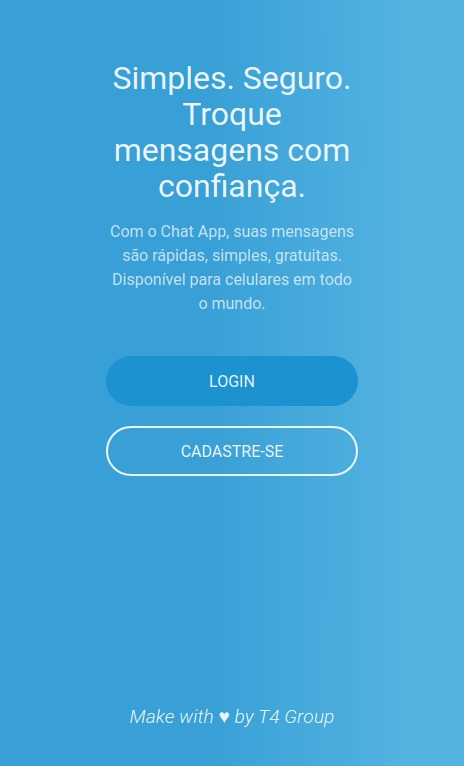 Simples. Seguro.
Troque
mensagens com
confiança.
Com o Chat App, suas mensagens
são rápidas, simples, gratuitas.
Disponível para celulares em todo
o mundo.
LOGIN
CADASTRE-SE
Make with ♥ by T4 Group